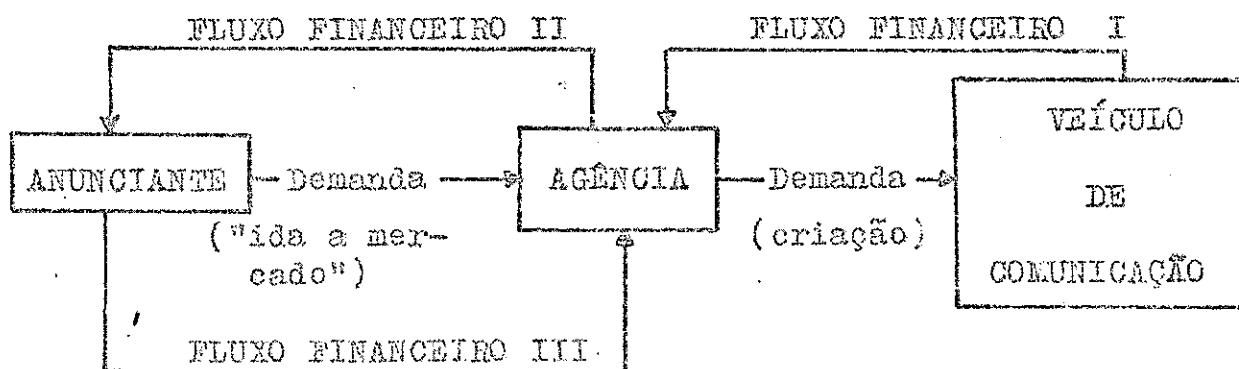 FLUXO FINANCEIRO II
FLUXO FINANCEIRO I
VEÍCULO
ANUNCIANTE
Demanda
AGÊNCIA
Demanda
DE
("ida a mer-
cado")
(criação)
COMUNICAÇÃO
FLUXO FINANCEIRO III